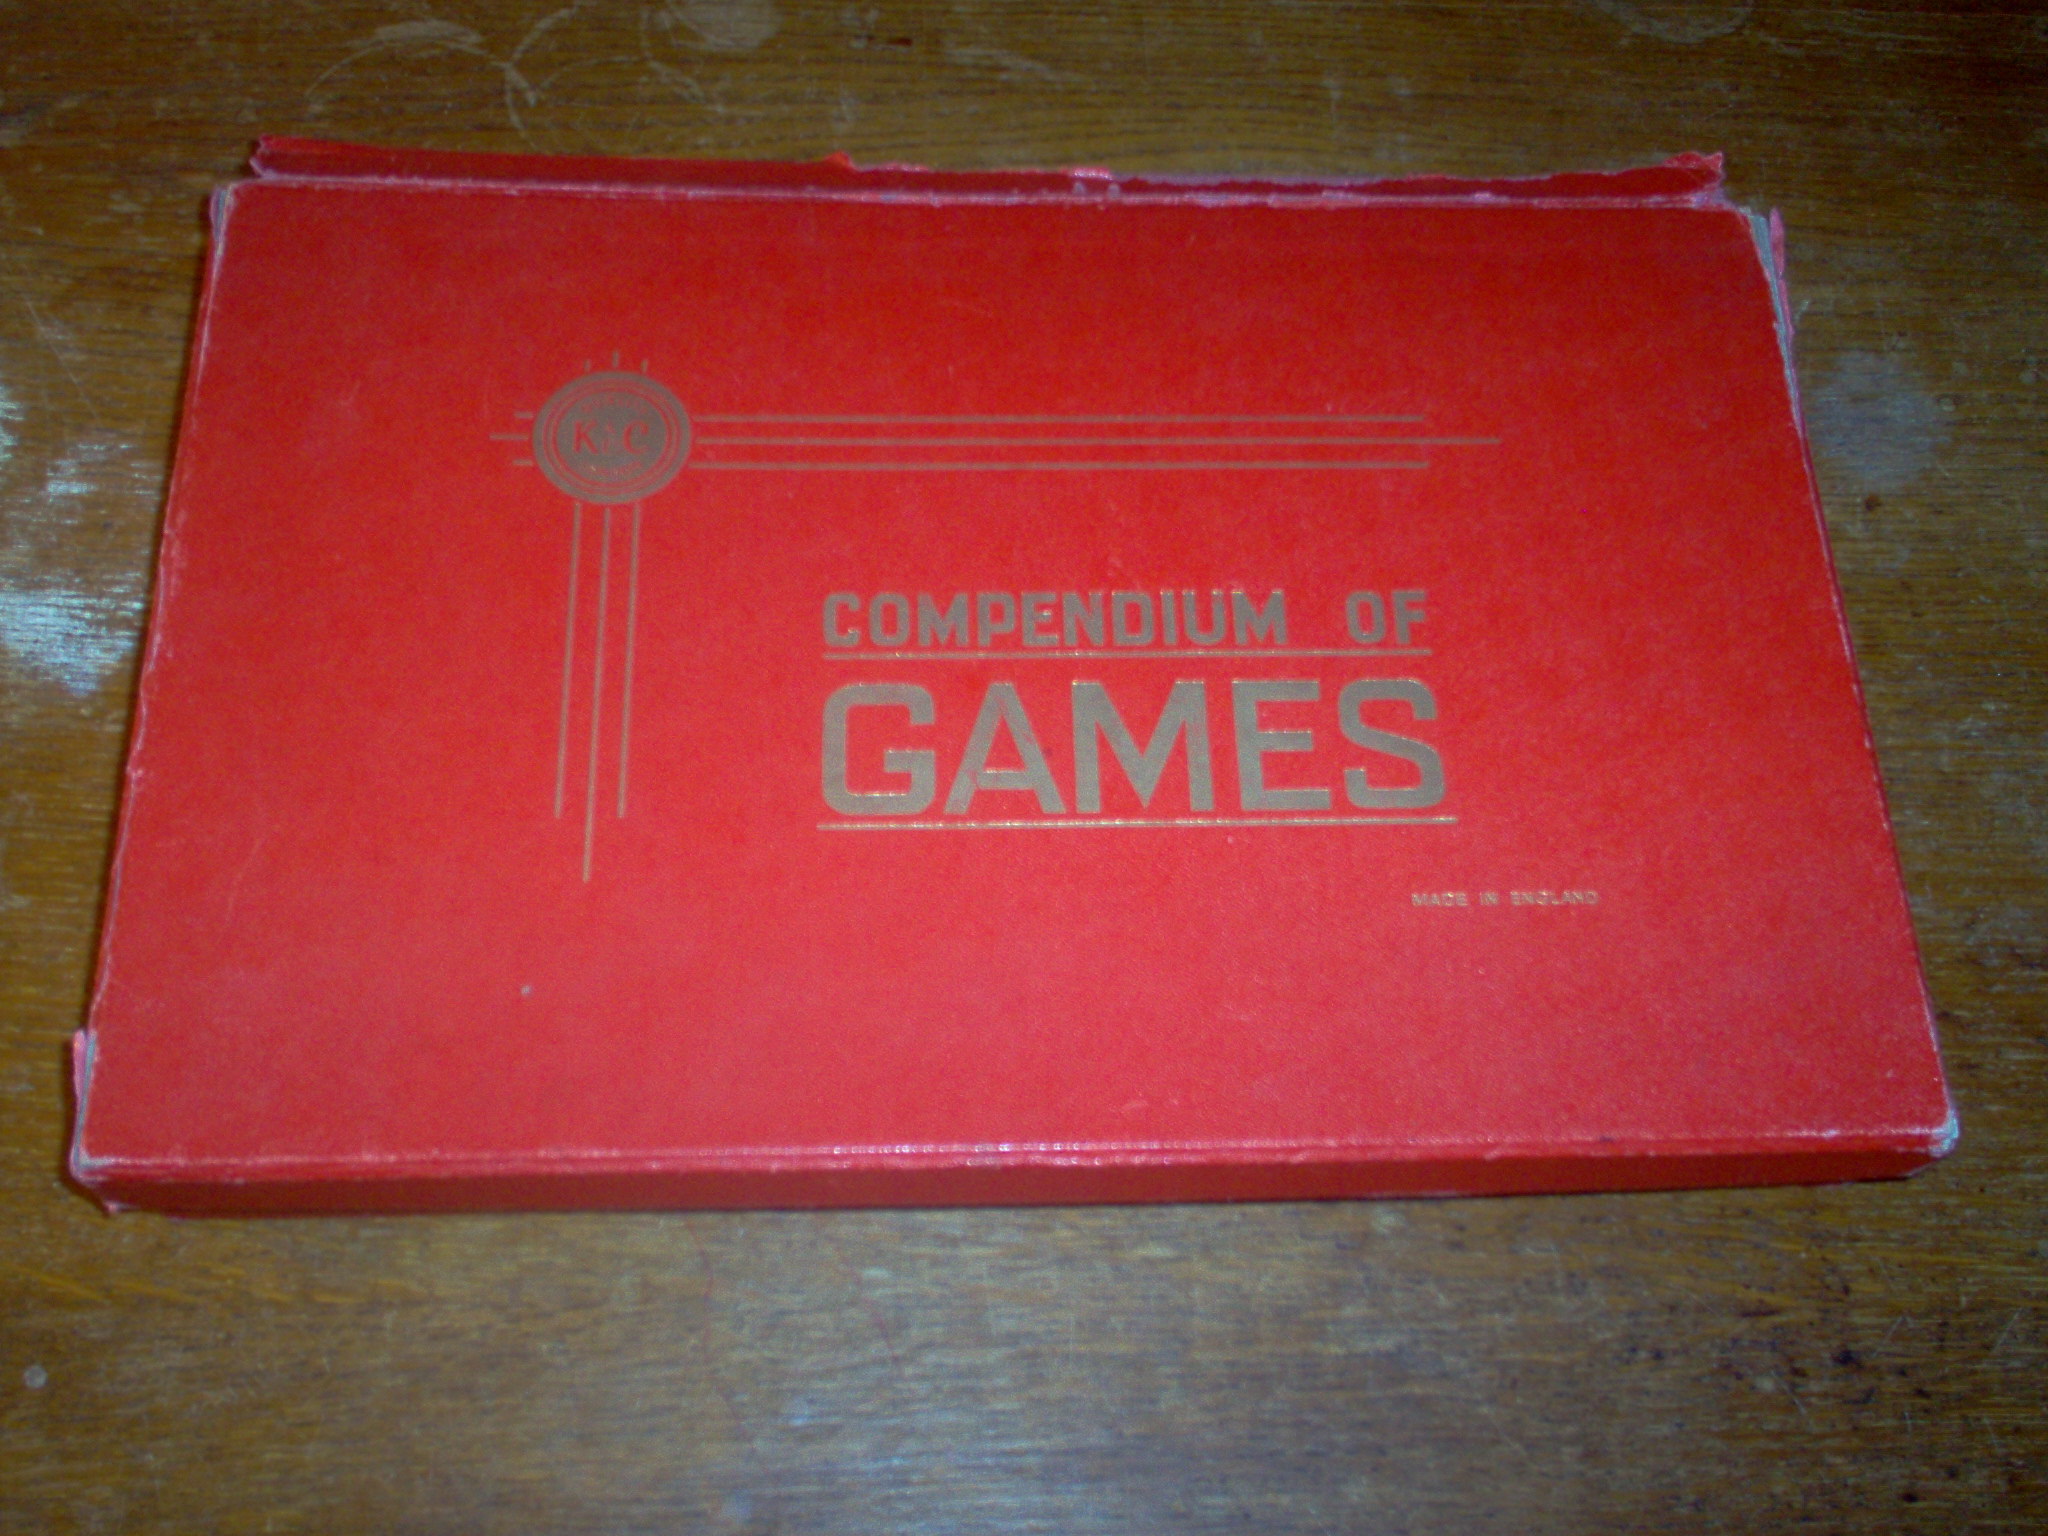 K & C
COMPENDIUM OF
GAMES
MADE IN ENGLAND